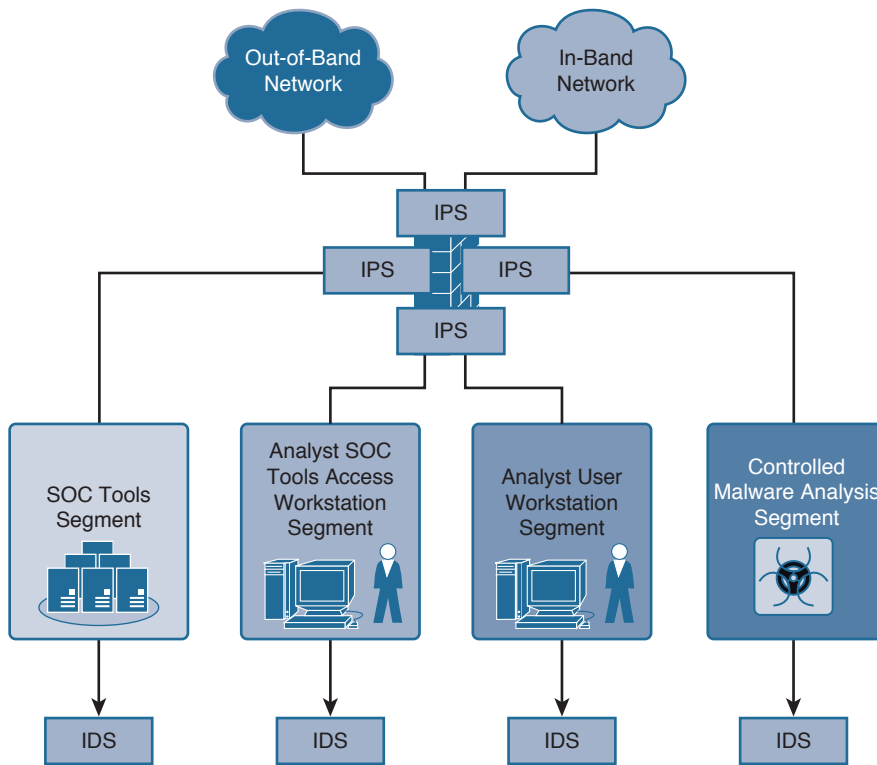 Out-of-Band
Network
In-Band
Network
IPS
IPS
IPS
IPS
SOC Tools
Segment
Analyst SOC
Tools Access
Workstation
Segment
Analyst User
Workstation
Segment
Controlled
Malware Analysis
Segment
IDS
IDS
IDS
IDS